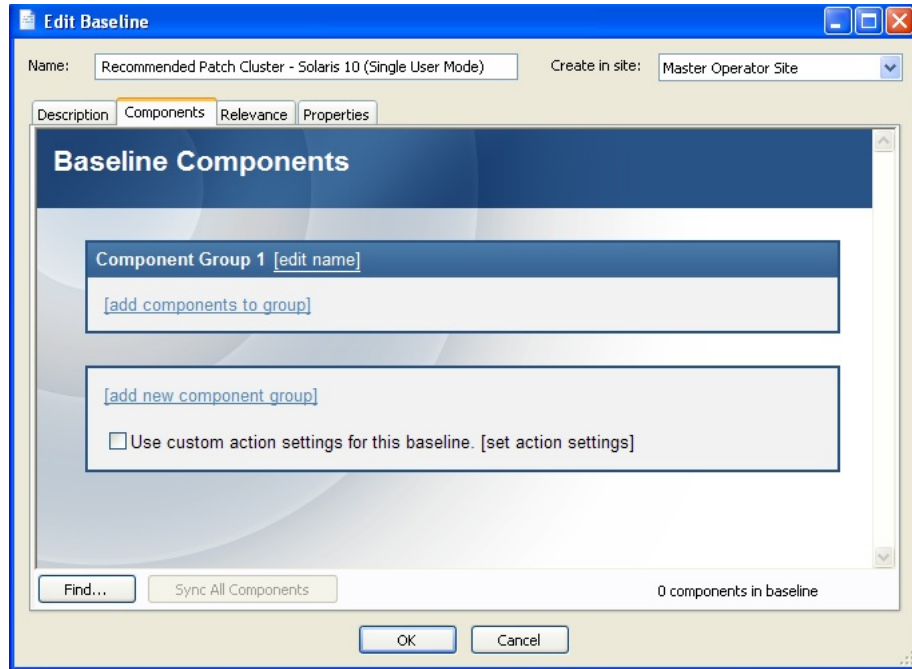 Edit Baseline
Name: Recommended Patch Cluster - Solaris 10 (Single User Mode) Create in site: Master Operator Site
Description Components Relevance Properties
Baseline Components
Component Group 1 [edit name]
[add components to group]
[add new component group]
Use custom action settings for this baseline. [set action settings]
Find... Sync All Components 0 components in baseline
OK Cancel